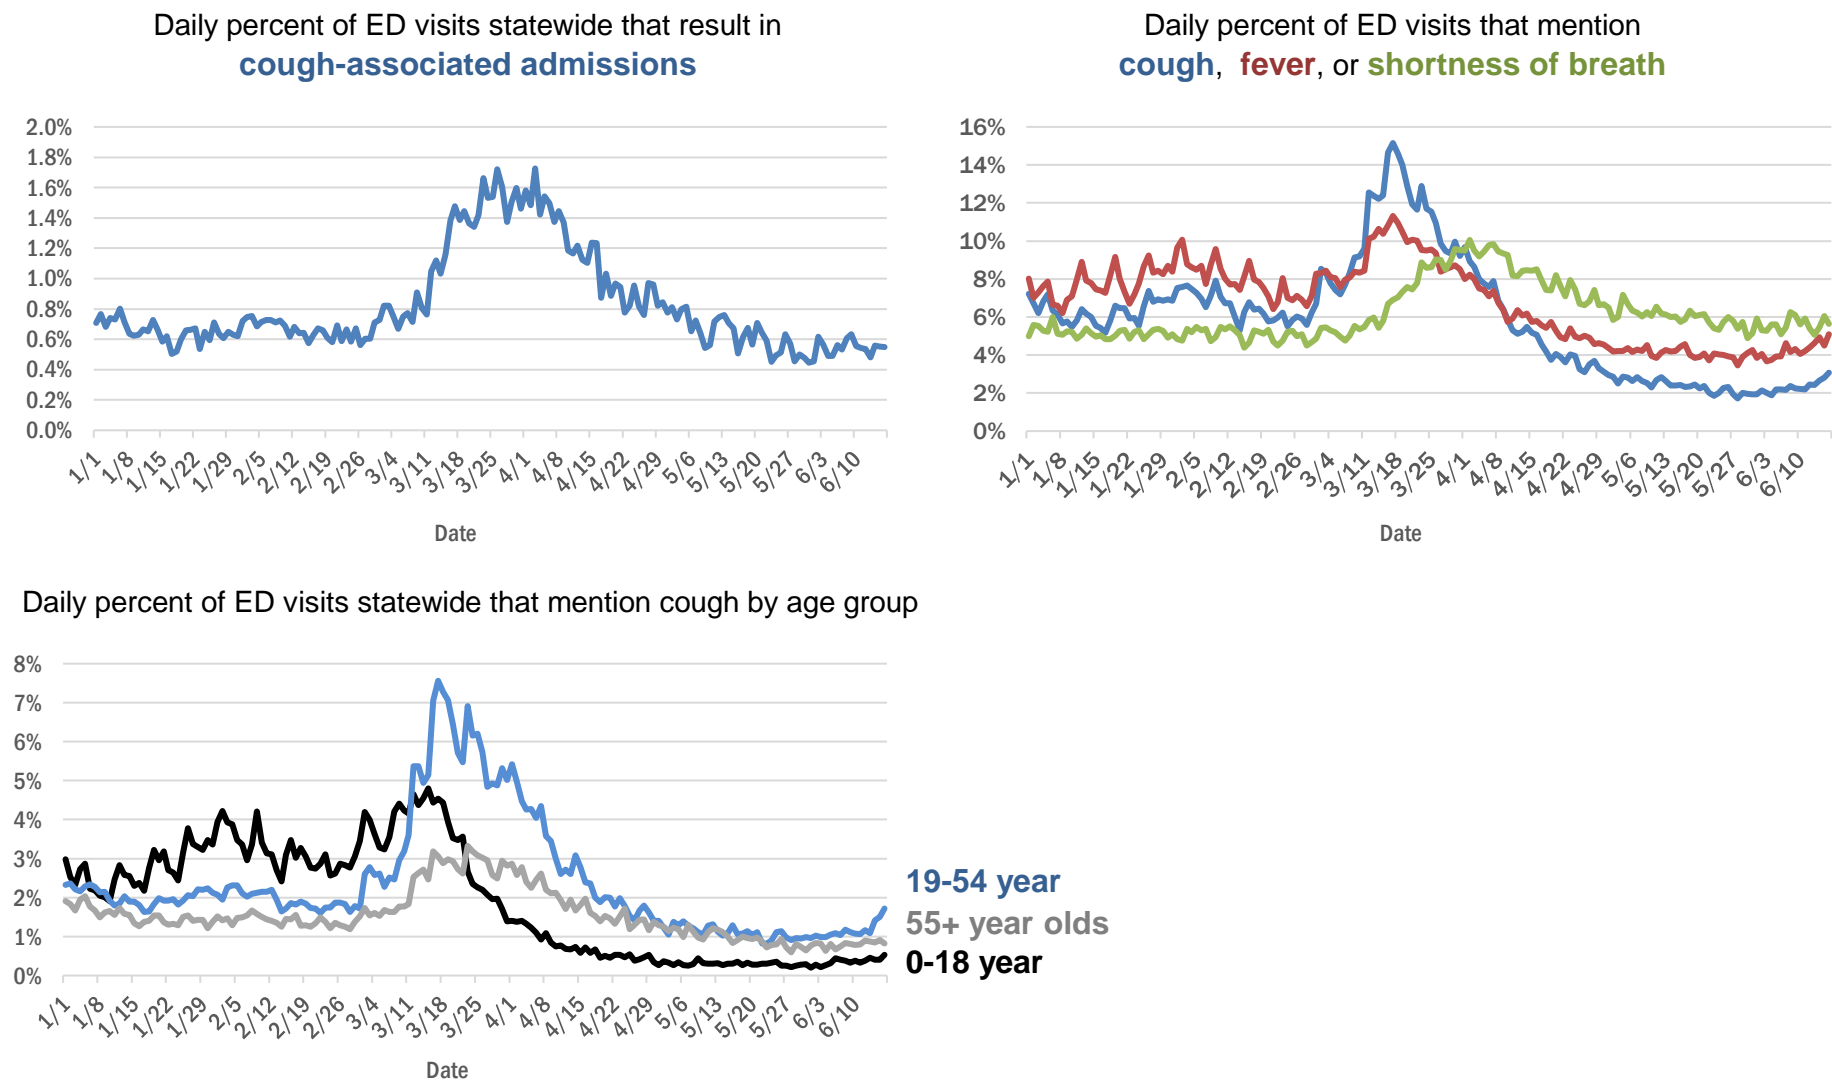 Daily percent of ED visits statewide that result in
cough-associated admissions
2.0%
1.8%
1.6%
1.4%
1.2%
1.0%
0.8%
0.6%
0.4%
0.2%
0.0%
1/1 1/8 1/15 1/22 1/29 2/5 2/12 2/19 2/26 3/4 3/11 3/18 3/25 4/1 4/8 4/15 4/22 4/29 5/6 5/13 5/20 5/27 6/3 6/10
Date
Daily percent of ED visits that mention
cough, fever, or shortness of breath
16%
14%
12%
10%
8%
6%
4%
2%
0%
1/1 1/8 1/15 1/22 1/29 2/5 2/12 2/19 2/26 3/4 3/11 3/18 3/25 4/1 4/8 4/15 4/22 4/29 5/6 5/13 5/20 5/27 6/3 6/10
Date
Daily percent of ED visits statewide that mention cough by age group
8%
7%
6%
5%
4%
3%
2%
1%
0%
1/1 1/8 1/15 1/22 1/29 2/5 2/12 2/19 2/26 3/4 3/11 3/18 3/25 4/1 4/8 4/15 4/22 4/29 5/6 5/13 5/20 5/27 6/3 6/10
Date
19-54 year
55+ year olds
0-18 year